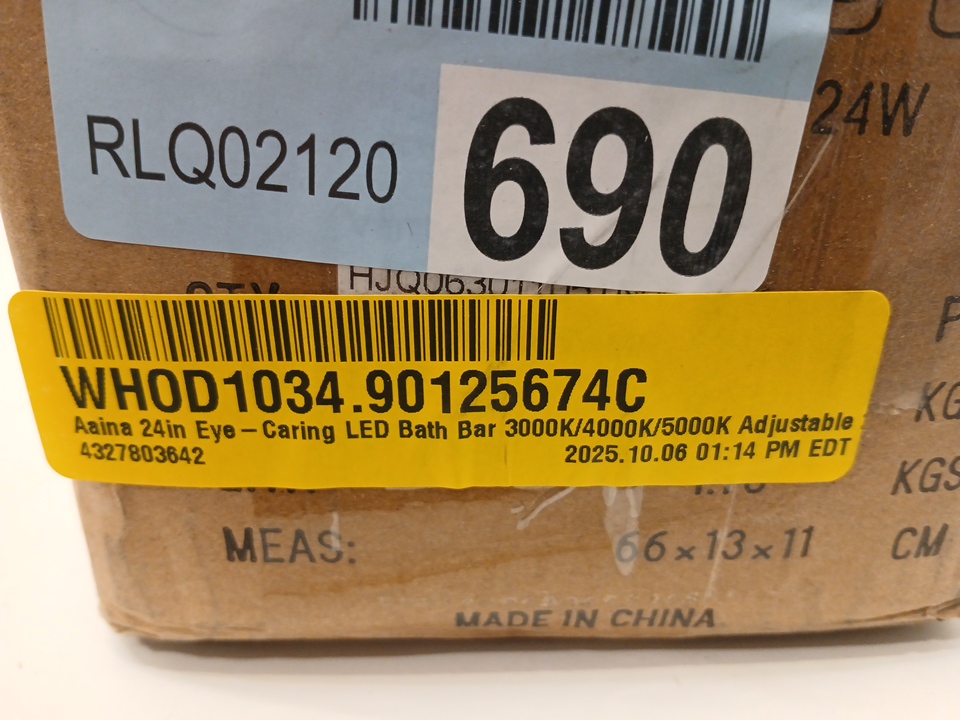 24W
RLQ02120
690
QTY
WHOD1034.90125674C
Aaina 24in Eye-Caring LED Bath Bar 3000K/4000K/5000K Adjustable
4327803642
2025.10.06 01:14 PM EDT
KGS
MEAS: 66×13×11 CM
MADE IN CHINA